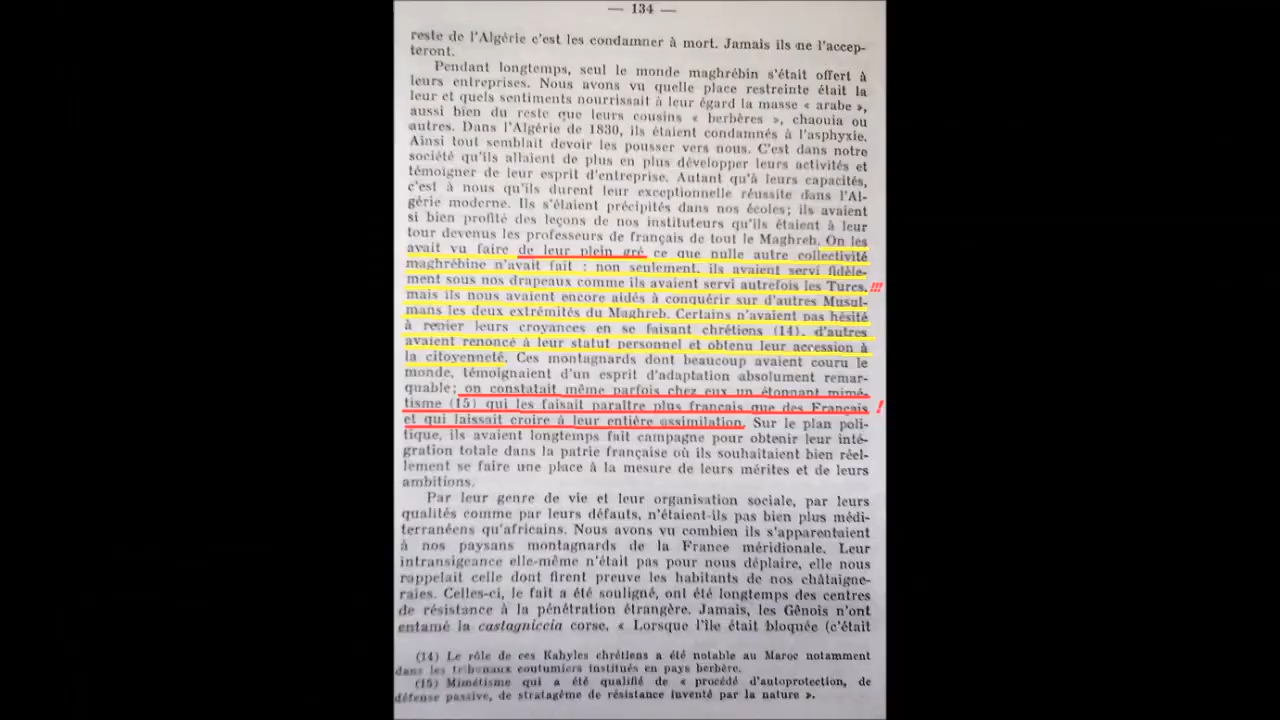 — 134 —
reste de l'Algérie c'est les condamner à mort. Jamais ils ne l'accep-
teront.
Pendant longtemps, seul le monde maghrébin s'était offert à
leurs entreprises. Nous avons vu quelle place restreinte était la
leur et quels sentiments nourrissait à leur égard la masse « arabe »,
aussi bien du reste que leurs cousins « berbères », chaouia ou
autres. Dans l'Algérie de 1830, ils étaient condamnés à l'asphyxie.
Ainsi tout semblait devoir les pousser vers nous. C'est dans notre
société qu'ils allaient de plus en plus développer leurs activités et
témoigner de leur esprit d'entreprise. Autant qu'à leurs capacités,
c'est à nous qu'ils durent leur exceptionnelle réussite dans l'Al-
gérie moderne. Ils s'étaient précipités dans nos écoles; ils avaient
si bien profité des leçons de nos instituteurs qu'ils étaient à leur
tour devenus les professeurs de français de tout le Maghreb. On les
avait vu faire de leur plein gré ce que nulle autre collectivité
maghrébine n'avait fait : non seulement, ils avaient servi fidèle-
ment sous nos drapeaux comme ils avaient servi autrefois les Turcs, !!!
mais ils nous avaient encore aidés à conquérir sur d'autres Musul-
mans les deux extrémités du Maghreb. Certains n'avaient pas hésité
à renier leurs croyances en se faisant chrétiens (14), d'autres
avaient renoncé à leur statut personnel et obtenu leur accession à
la citoyenneté. Ces montagnards dont beaucoup avaient couru le
monde, témoignaient d'un esprit d'adaptation absolument remar-
quable; on constatait même parfois chez eux un étonnant mimé-
tisme (15) qui les faisait paraître plus français que des Français !
et qui laissait croire à leur entière assimilation. Sur le plan poli-
tique, ils avaient longtemps fait campagne pour obtenir leur inté-
gration totale dans la patrie française où ils souhaitaient bien réel-
lement se faire une place à la mesure de leurs mérites et de leurs
ambitions.
Par leur genre de vie et leur organisation sociale, par leurs
qualités comme par leurs défauts, n'étaient-ils pas bien plus médi-
terranéens qu'africains. Nous avons vu combien ils s'apparentaient
à nos paysans montagnards de la France méridionale. Leur
intransigeance elle-même n'était pas pour nous déplaire, elle nous
rappelait celle dont firent preuve les habitants de nos châtaigne-
raies. Celles-ci, le fait a été souligné, ont été longtemps des centres
de résistance à la pénétration étrangère. Jamais, les Gênois n'ont
entamé la castagniccia corse, « Lorsque l'île était bloquée (c'était
(14) Le rôle de ces Kabyles chrétiens a été notable au Maroc notamment
dans les tribunaux coutumiers institués en pays berbère.
(15) Mimétisme qui a été qualifié de « procédé d'autoprotection, de
défense passive, de stratagème de résistance inventé par la nature ».